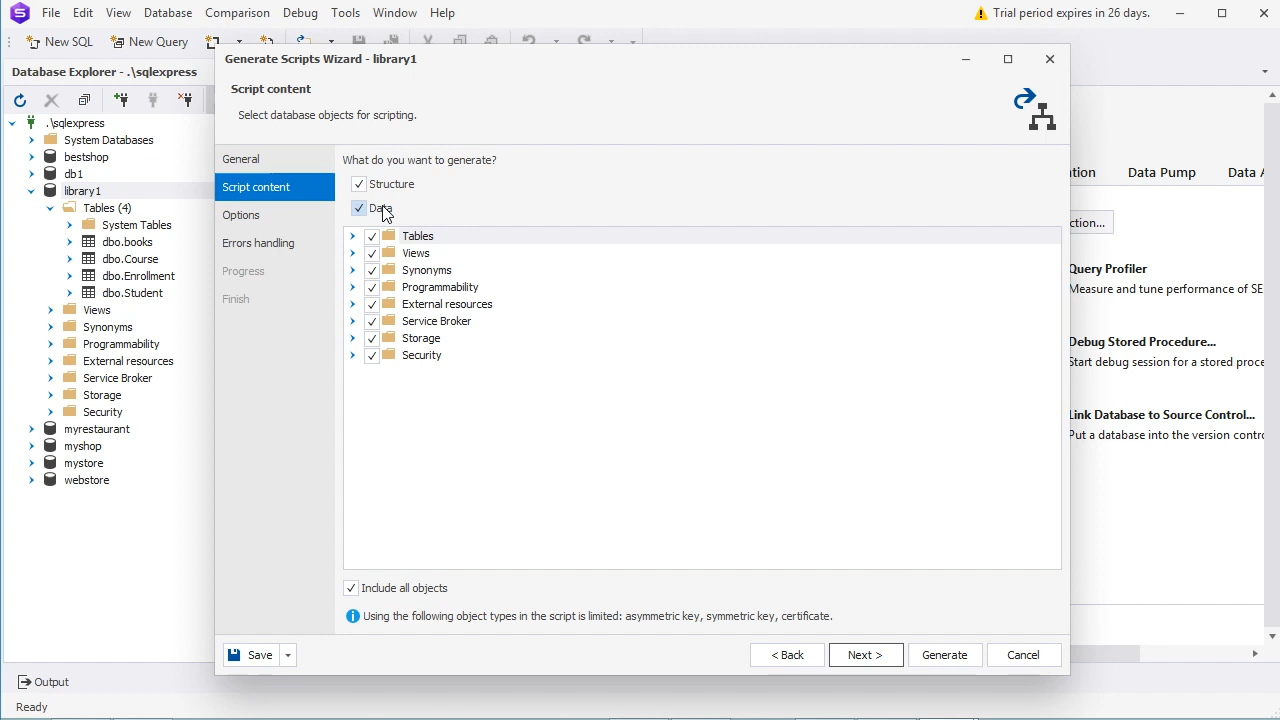 File Edit View Database Comparison Debug Tools Window Help
Trial period expires in 26 days.
New SQL New Query
Database Explorer - .\sqlexpress
.\sqlexpress
System Databases
bestshop
db1
library1
Tables (4)
System Tables
dbo.books
dbo.Course
dbo.Enrollment
dbo.Student
Views
Synonyms
Programmability
External resources
Service Broker
Storage
Security
myrestaurant
myshop
mystore
webstore
Generate Scripts Wizard - library1
Script content
Select database objects for scripting.
General
Script content
Options
Errors handling
Progress
Finish
What do you want to generate?
Structure
Data
Tables
Views
Synonyms
Programmability
External resources
Service Broker
Storage
Security
Include all objects
Using the following object types in the script is limited: asymmetric key, symmetric key, certificate.
Save
< Back Next > Generate Cancel
ation Data Pump Data A
ction...
Query Profiler
Measure and tune performance of SE
Debug Stored Procedure...
Start debug session for a stored proce
Link Database to Source Control...
Put a database into the version contro
Output
Ready